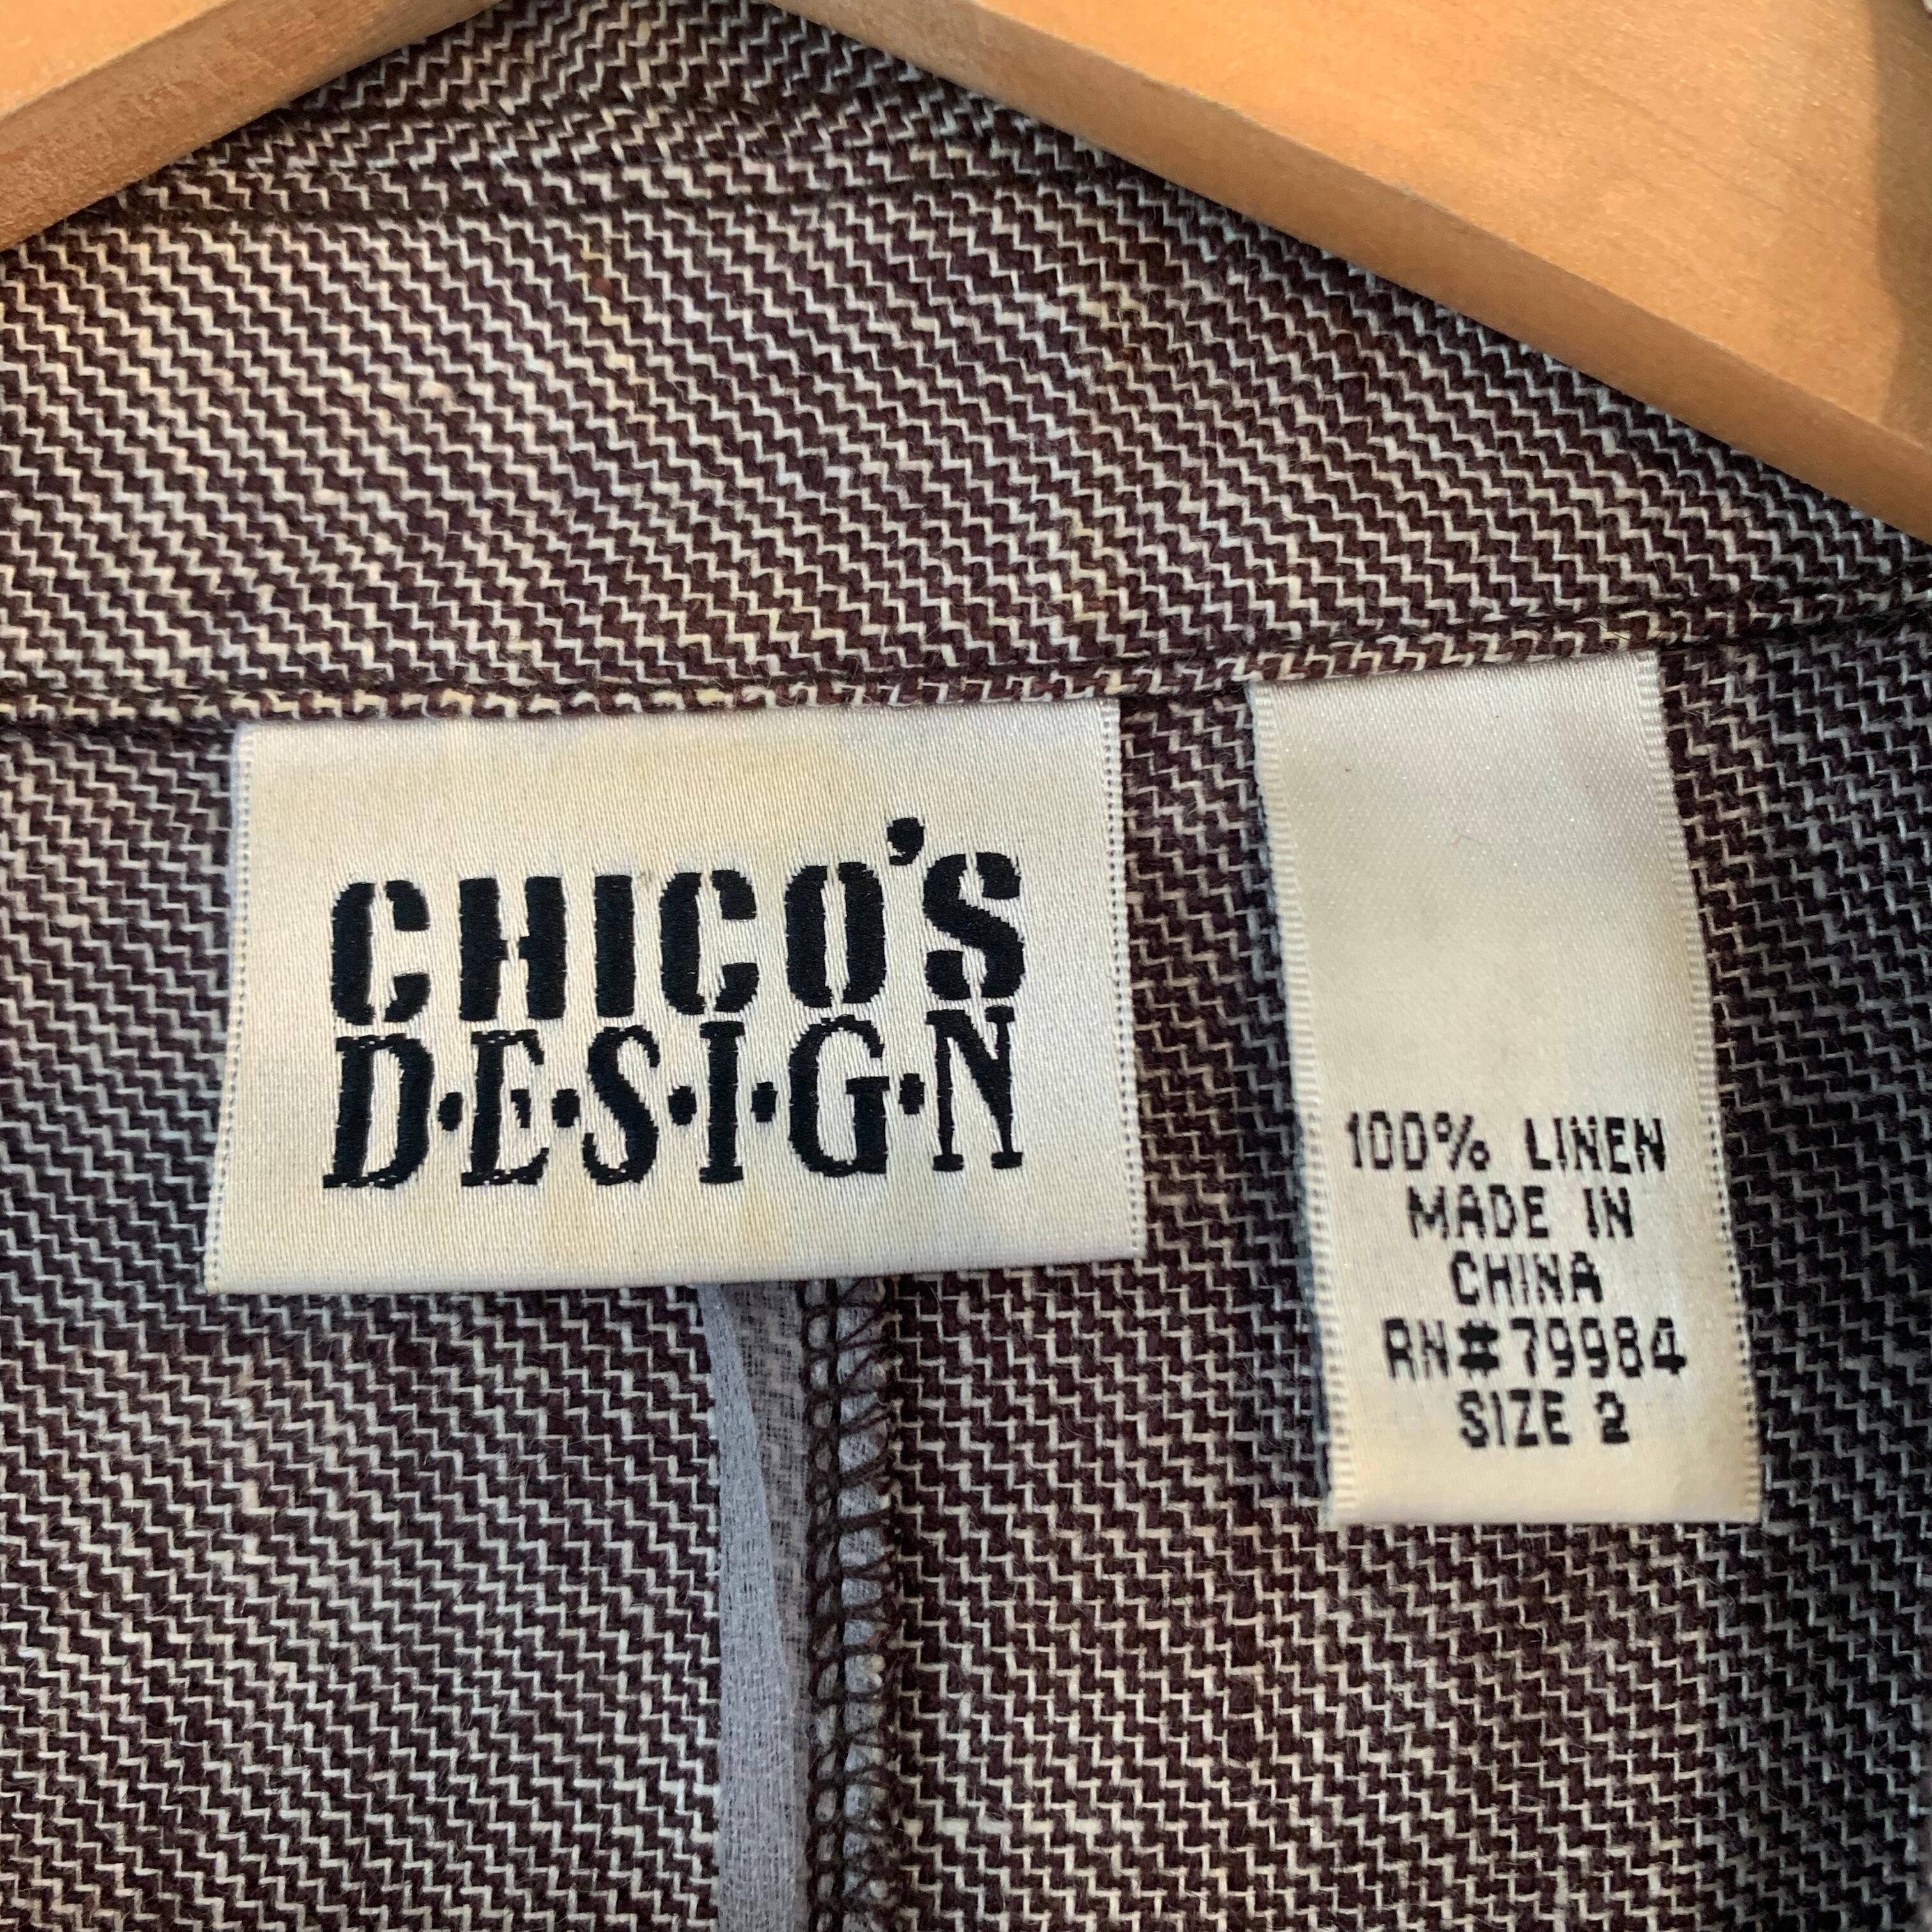 CHICO'S
D·E·S·I·G·N
100% LINEN
MADE IN
CHINA
RN#79984
SIZE 2